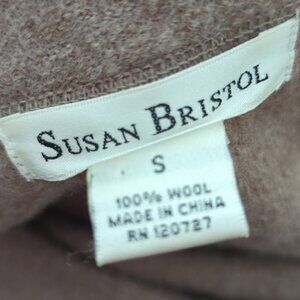 SUSAN BRISTOL
S
100% WOOL
MADE IN CHINA
RN 120727